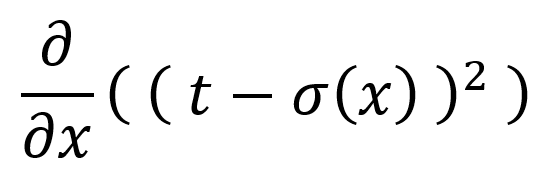 ∂/∂x ( ( t − σ(x) )² )